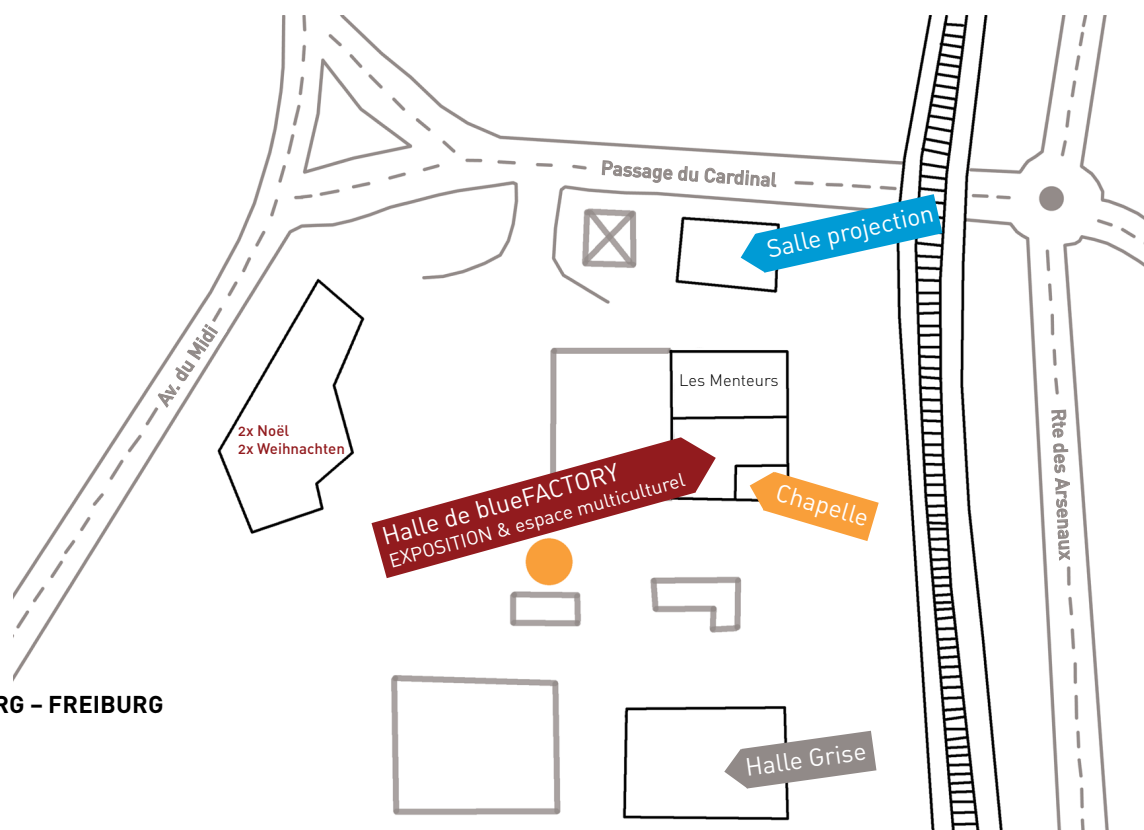 Passage du Cardinal
Salle projection
Av. du Midi
Les Menteurs
2x Noël
2x Weihnachten
Halle de blueFACTORY
EXPOSITION & espace multiculturel
Chapelle
Rte des Arsenaux
RG – FREIBURG
Halle Grise